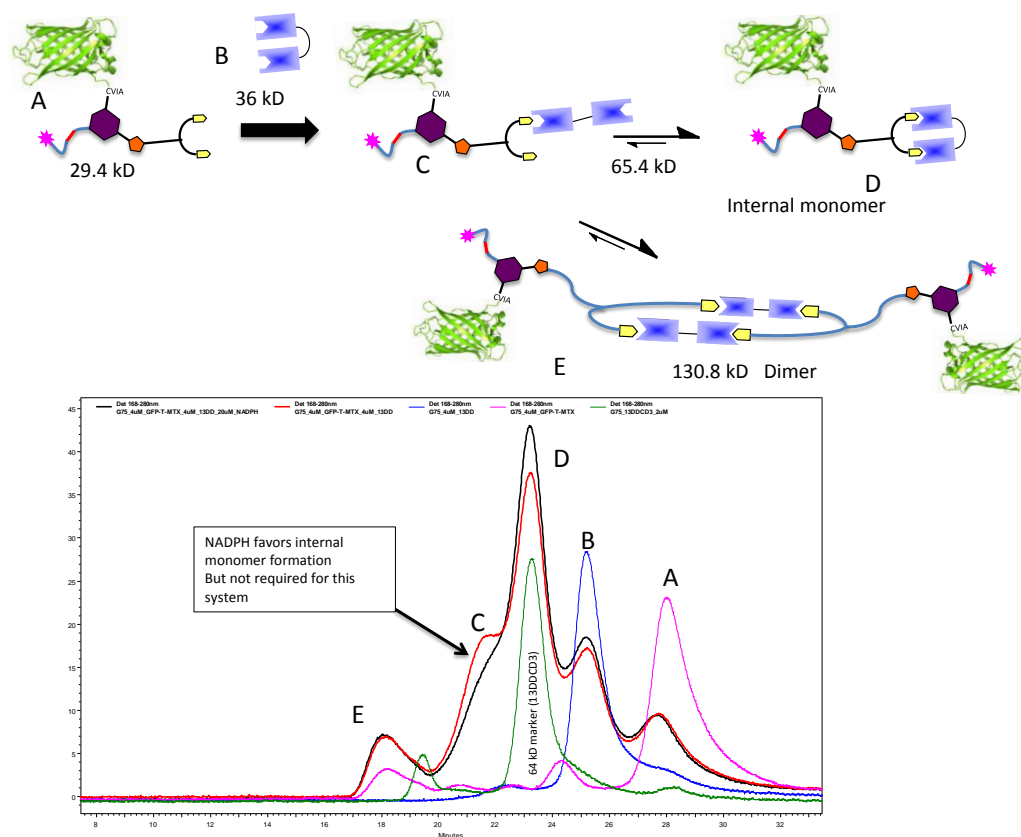 A
B
36 kD
CVIA
29.4 kD
CVIA
C
65.4 kD
CVIA
D
Internal monomer
CVIA
E
130.8 kD Dimer
CVIA
Det 168-280nm
G75_4uM_GFP-T-MTX_4uM_13DD_20uM_NADPH
Det 168-280nm
G75_4uM_GFP-T-MTX_4uM_13DD
Det 168-280nm
G75_4uM_13DD
Det 168-280nm
G75_4uM_GFP-T-MTX
Det 168-280nm
G75_13DDCD3_2uM
45
40
35
30
25
20
15
10
5
0
NADPH favors internal
monomer formation
But not required for this
system
E
C
D
B
A
64 kD marker (13DDCD3)
8 10 12 14 16 18 20 22 24 26 28 30 32
Minutes